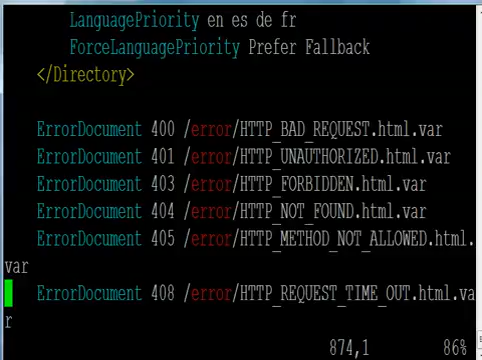 LanguagePriority en es de fr
ForceLanguagePriority Prefer Fallback
</Directory>
ErrorDocument 400 /error/HTTP_BAD_REQUEST.html.var
ErrorDocument 401 /error/HTTP_UNAUTHORIZED.html.var
ErrorDocument 403 /error/HTTP_FORBIDDEN.html.var
ErrorDocument 404 /error/HTTP_NOT_FOUND.html.var
ErrorDocument 405 /error/HTTP_METHOD_NOT_ALLOWED.html.
var
ErrorDocument 408 /error/HTTP_REQUEST_TIME_OUT.html.va
r
874,1 86%